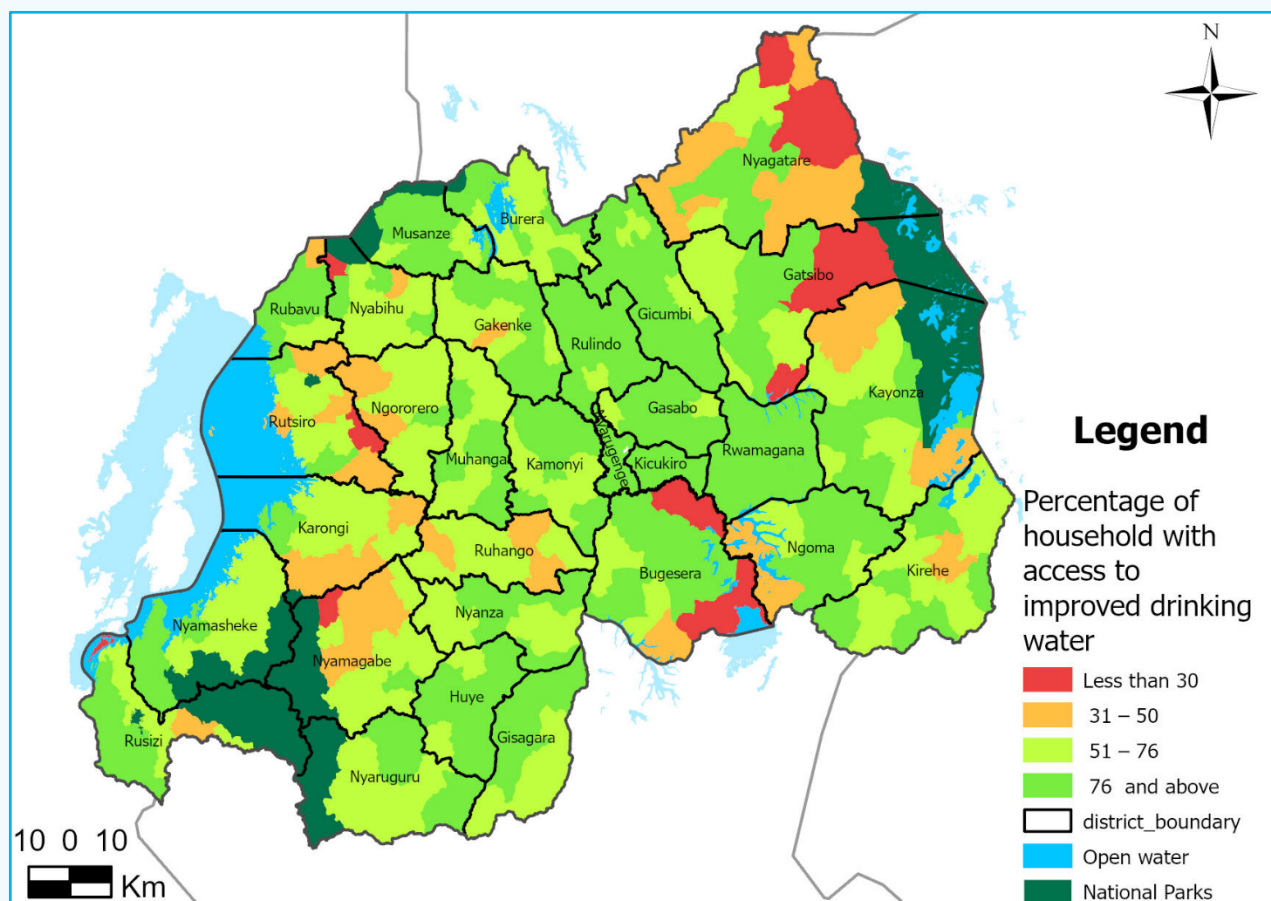 N
Nyagatare
Burera
Musanze
Gatsibo
Rubavu
Nyabihu
Gakenke
Gicumbi
Rulindo
Kayonza
Gasabo
Ngororero
Rutsiro
Nyarugenge
Muhanga
Kamonyi
Kicukiro
Rwamagana
Karongi
Ruhango
Bugesera
Ngoma
Kirehe
Nyanza
Nyamasheke
Nyamagabe
Huye
Gisagara
Rusizi
Nyaruguru
Legend
Percentage of
household with
access to
improved drinking
water
Less than 30
31 – 50
51 – 76
76 and above
district_boundary
Open water
National Parks
10 0 10
Km